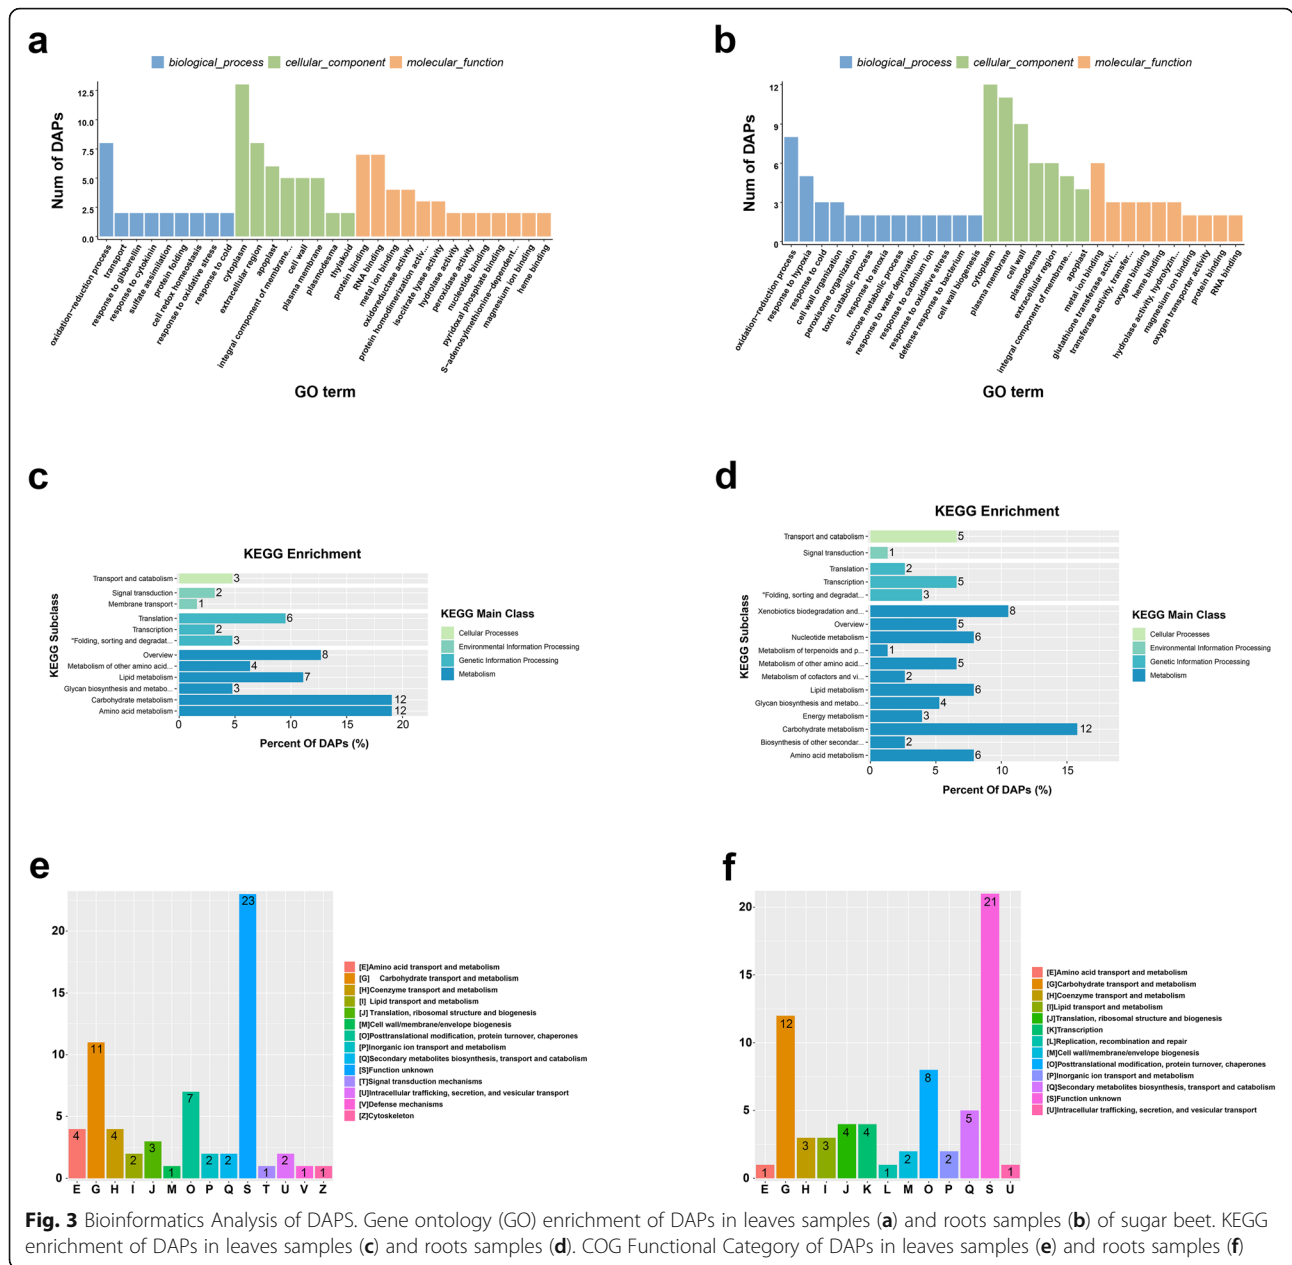 a
biological_process cellular_component molecular_function
Num of DAPs
12.5
10.0
7.5
5.0
2.5
0.0
oxidation−reduction process
transport
response to gibberellin
response to cytokinin
sulfate assimilation
protein folding
cell redox homeostasis
response to oxidative stress
response to cold
cytoplasm
extracellular region
apoplast
integral component of membrane...
cell wall
plasma membrane
plasmodesma
thylakoid
protein binding
RNA binding
metal ion binding
oxidoreductase activity
protein homodimerization activ...
isocitrate lyase activity
hydrolase activity
peroxidase activity
nucleotide binding
pyridoxal phosphate binding
S−adenosylmethionine−dependent...
magnesium ion binding
heme binding
GO term
b
biological_process cellular_component molecular_function
Num of DAPs
12
9
6
3
0
oxidation−reduction process
response to hypoxia
response to cold
cell wall organization
peroxisome organization
toxin catabolic process
response to anoxia
sucrose metabolic process
response to water deprivation
response to cadmium ion
response to oxidative stress
defense response to bacterium
cell wall biogenesis
cytoplasm
plasma membrane
cell wall
plasmodesma
extracellular region
integral component of membrane...
apoplast
metal ion binding
glutathione transferase activi...
transferase activity, transfer...
oxygen binding
heme binding
hydrolase activity, hydrolyzin...
magnesium ion binding
oxygen transporter activity
protein binding
RNA binding
GO term
c
KEGG Enrichment
KEGG Subclass
Transport and catabolism 3
Signal transduction 2
Membrane transport 1
Translation 6
Transcription 2
"Folding, sorting and degradat... 3
Overview 8
Metabolism of other amino acid... 4
Lipid metabolism 7
Glycan biosynthesis and metabo... 3
Carbohydrate metabolism 12
Amino acid metabolism 12
0 5 10 15 20
Percent Of DAPs (%)
KEGG Main Class
Cellular Processes
Environmental Information Processing
Genetic Information Processing
Metabolism
d
KEGG Enrichment
KEGG Subclass
Transport and catabolism 5
Signal transduction 1
Translation 2
Transcription 5
"Folding, sorting and degradat... 3
Xenobiotics biodegradation and... 8
Overview 5
Nucleotide metabolism 6
Metabolism of terpenoids and p... 1
Metabolism of other amino acid... 5
Metabolism of cofactors and vi... 2
Lipid metabolism 6
Glycan biosynthesis and metabo... 4
Energy metabolism 3
Carbohydrate metabolism 12
Biosynthesis of other secondar... 2
Amino acid metabolism 6
0 5 10 15
Percent Of DAPs (%)
KEGG Main Class
Cellular Processes
Environmental Information Processing
Genetic Information Processing
Metabolism
e
20
15
10
5
0
4 11 4 2 3 1 7 2 2 23 1 2 1 1
E G H I J M O P Q S T U V Z
[E]Amino acid transport and metabolism
[G] Carbohydrate transport and metabolism
[H]Coenzyme transport and metabolism
[I] Lipid transport and metabolism
[J] Translation, ribosomal structure and biogenesis
[M]Cell wall/membrane/envelope biogenesis
[O]Posttranslational modification, protein turnover, chaperones
[P]Inorganic ion transport and metabolism
[Q]Secondary metabolites biosynthesis, transport and catabolism
[S]Function unknown
[T]Signal transduction mechanisms
[U]Intracellular trafficking, secretion, and vesicular transport
[V]Defense mechanisms
[Z]Cytoskeleton
f
20
15
10
5
0
1 12 3 3 4 4 1 2 8 2 5 21 1
E G H I J K L M O P Q S U
[E]Amino acid transport and metabolism
[G]Carbohydrate transport and metabolism
[H]Coenzyme transport and metabolism
[I]Lipid transport and metabolism
[J]Translation, ribosomal structure and biogenesis
[K]Transcription
[L]Replication, recombination and repair
[M]Cell wall/membrane/envelope biogenesis
[O]Posttranslational modification, protein turnover, chaperones
[P]Inorganic ion transport and metabolism
[Q]Secondary metabolites biosynthesis, transport and catabolism
[S]Function unknown
[U]Intracellular trafficking, secretion, and vesicular transport
Fig. 3 Bioinformatics Analysis of DAPS. Gene ontology (GO) enrichment of DAPs in leaves samples (a) and roots samples (b) of sugar beet. KEGG
enrichment of DAPs in leaves samples (c) and roots samples (d). COG Functional Category of DAPs in leaves samples (e) and roots samples (f)